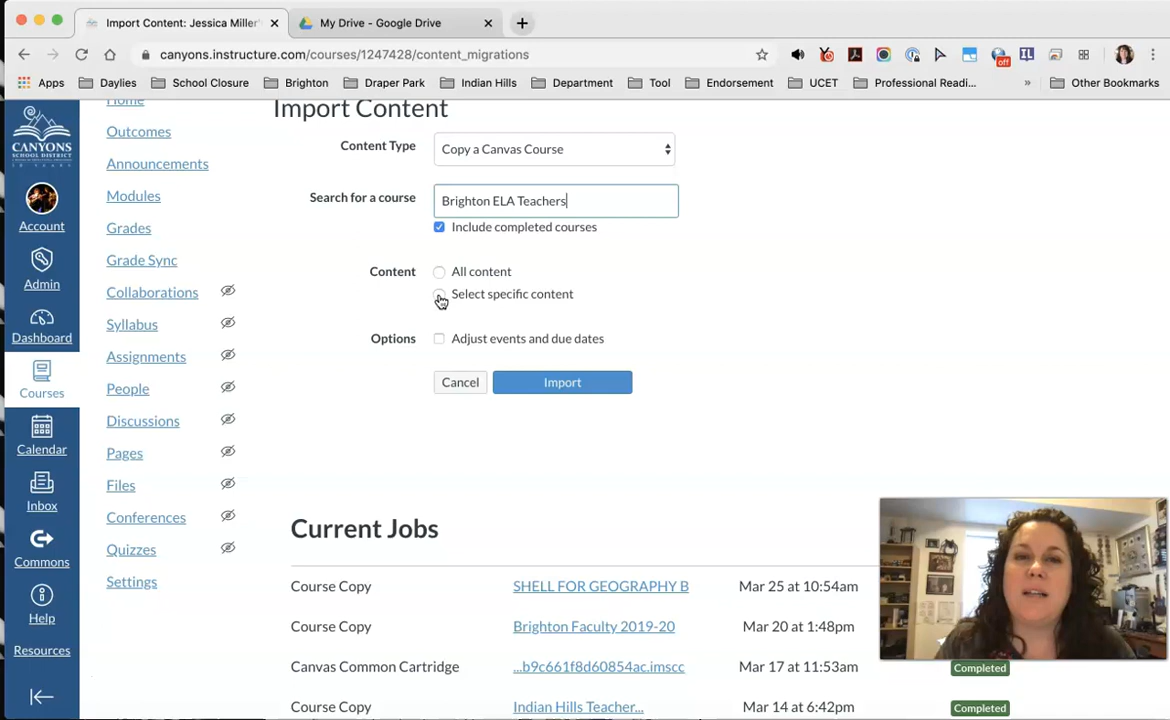 Import Content: Jessica Miller'
My Drive - Google Drive
canyons.instructure.com/courses/1247428/content_migrations
off
Apps
Daylies
School Closure
Brighton
Draper Park
Indian Hills
Department
Tool
Endorsement
UCET
Professional Readi...
»
Other Bookmarks
CANYONS
SCHOOL DISTRICT
Account
Admin
Dashboard
Courses
Calendar
Inbox
Commons
Help
Resources
Home
Outcomes
Announcements
Modules
Grades
Grade Sync
Collaborations
Syllabus
Assignments
People
Discussions
Pages
Files
Conferences
Quizzes
Settings
Import Content
Content Type Copy a Canvas Course
Search for a course Brighton ELA Teachers
Include completed courses
Content All content
Select specific content
Options Adjust events and due dates
Cancel Import
Current Jobs
Course Copy SHELL FOR GEOGRAPHY B Mar 25 at 10:54am
Course Copy Brighton Faculty 2019-20 Mar 20 at 1:48pm
Canvas Common Cartridge ...b9c661f8d60854ac.imscc Mar 17 at 11:53am Completed
Course Copy Indian Hills Teacher... Mar 14 at 6:42pm Completed